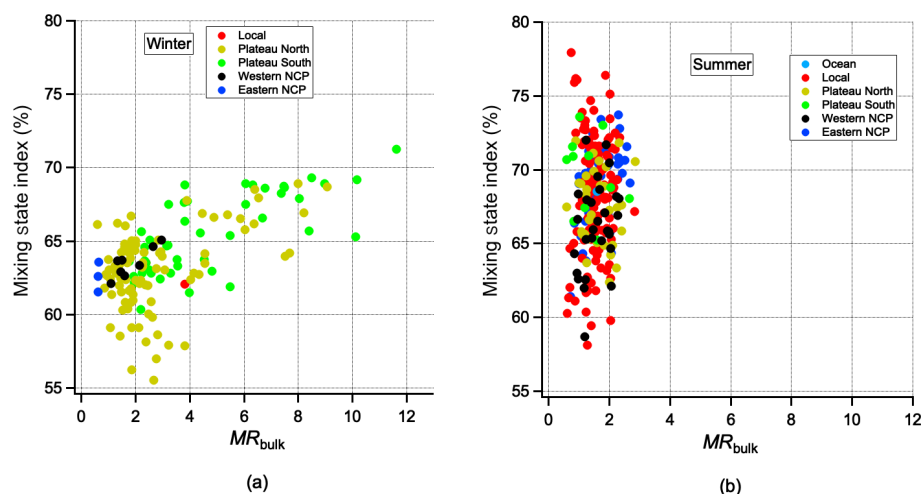 80
75
70
65
60
55
Mixing state index (%)
Winter
Local
Plateau North
Plateau South
Western NCP
Eastern NCP
0 2 4 6 8 10 12
MRbulk
(a)
80
75
70
65
60
55
Mixing state index (%)
Summer
Ocean
Local
Plateau North
Plateau South
Western NCP
Eastern NCP
0 2 4 6 8 10 12
MRbulk
(b)